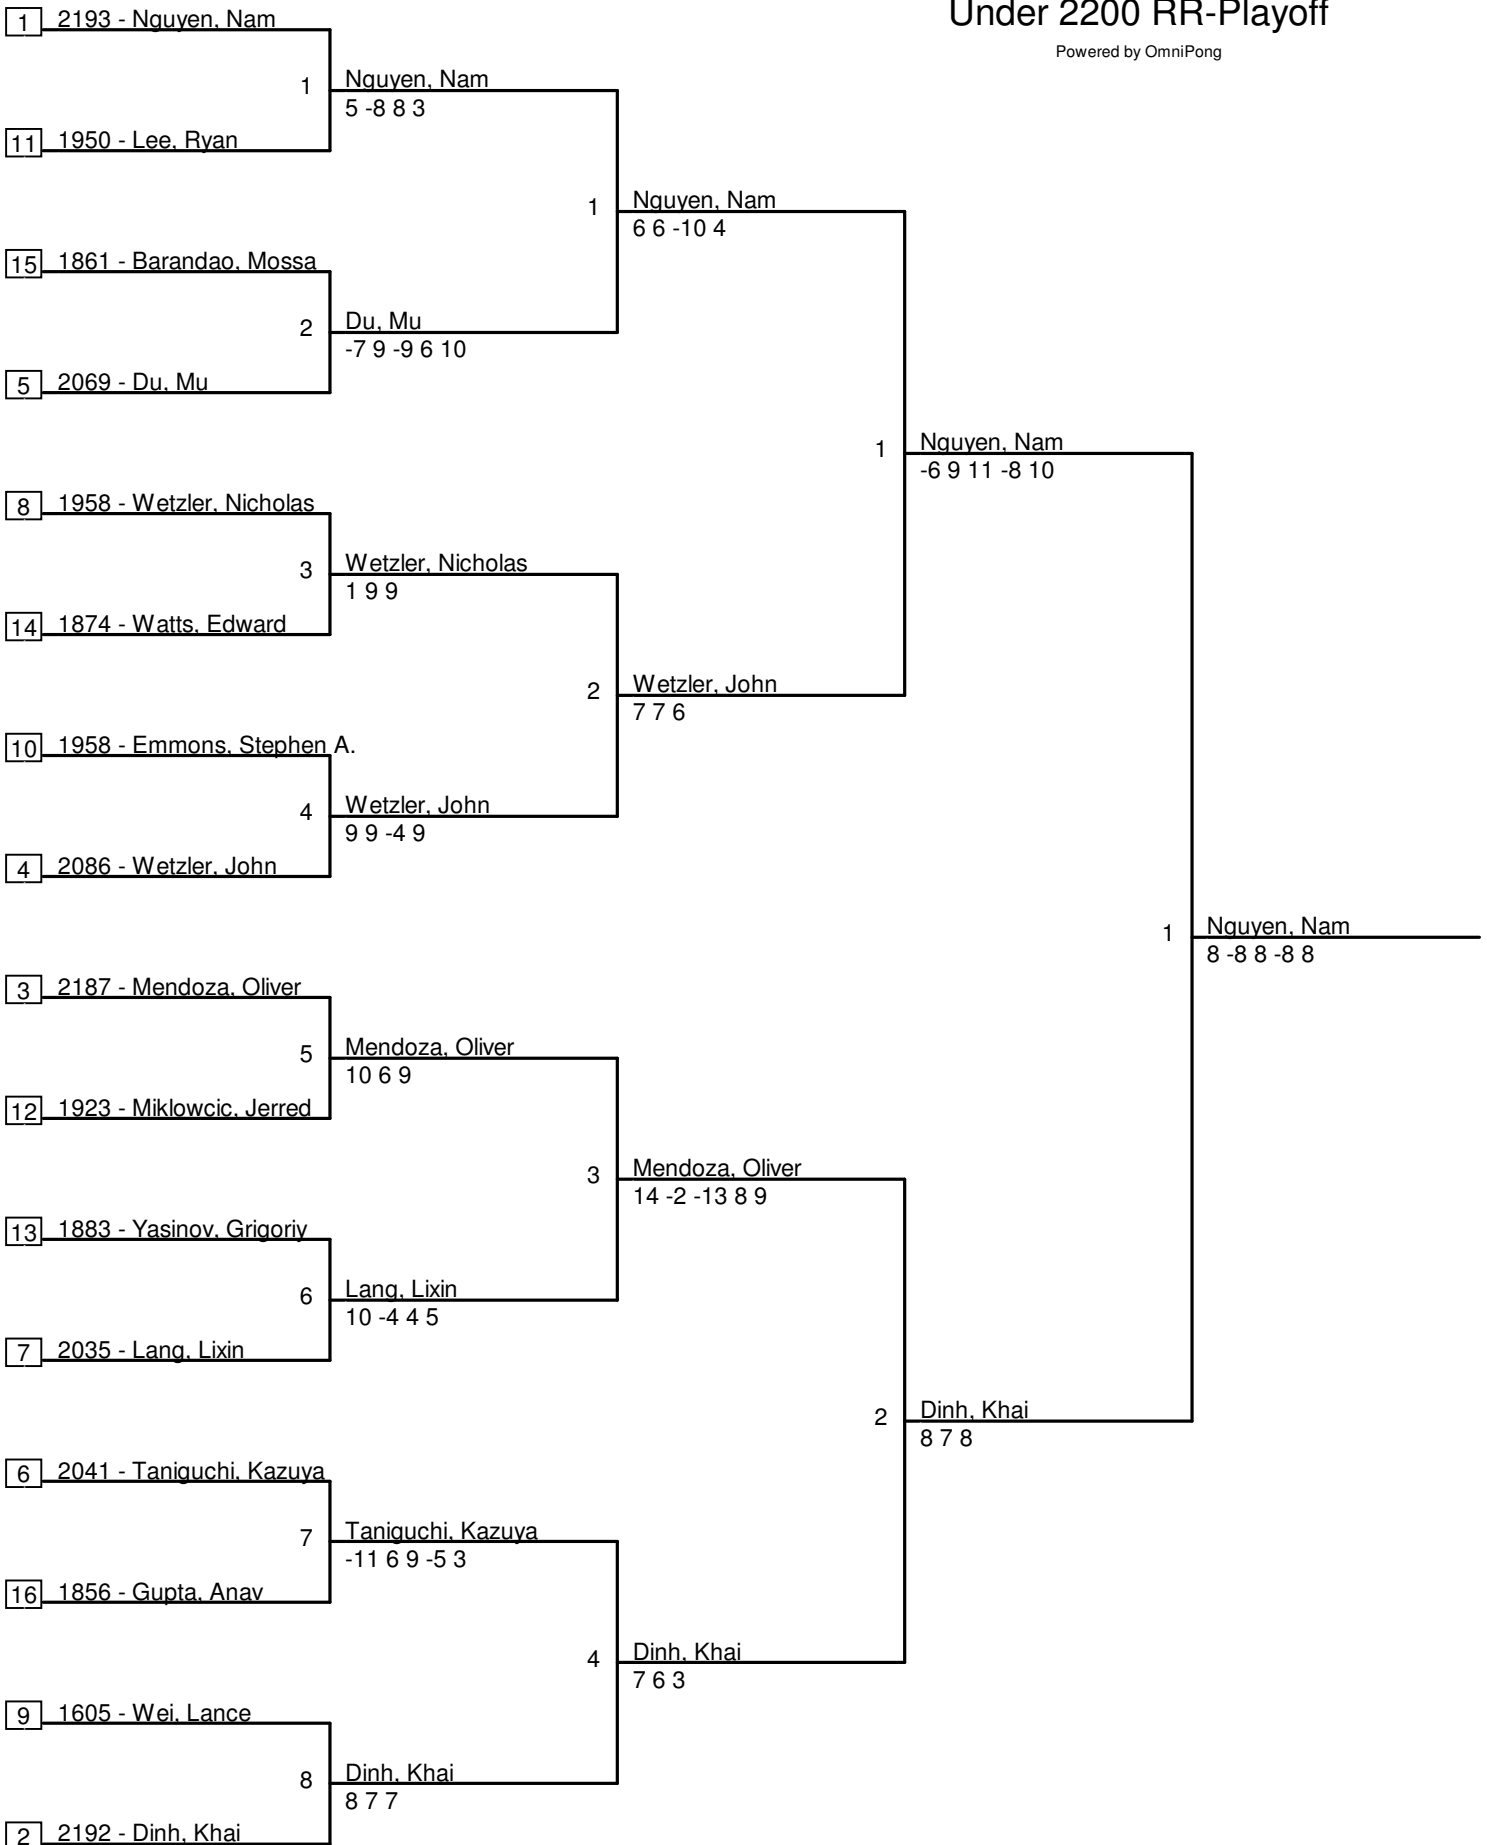 Under 2200 RR-Playoff
Powered by OmniPong
1 2193 - Nguyen, Nam
1 Nguyen, Nam
5 -8 8 3
11 1950 - Lee, Ryan
1 Nguyen, Nam
6 6 -10 4
15 1861 - Barandao, Mossa
2 Du, Mu
-7 9 -9 6 10
5 2069 - Du, Mu
1 Nguyen, Nam
-6 9 11 -8 10
8 1958 - Wetzler, Nicholas
3 Wetzler, Nicholas
1 9 9
14 1874 - Watts, Edward
2 Wetzler, John
7 7 6
10 1958 - Emmons, Stephen A.
4 Wetzler, John
9 9 -4 9
4 2086 - Wetzler, John
1 Nguyen, Nam
8 -8 8 -8 8
3 2187 - Mendoza, Oliver
5 Mendoza, Oliver
10 6 9
12 1923 - Miklowcic, Jerred
3 Mendoza, Oliver
14 -2 -13 8 9
13 1883 - Yasinov, Grigoriy
6 Lang, Lixin
10 -4 4 5
7 2035 - Lang, Lixin
2 Dinh, Khai
8 7 8
6 2041 - Taniguchi, Kazuya
7 Taniguchi, Kazuya
-11 6 9 -5 3
16 1856 - Gupta, Anav
4 Dinh, Khai
7 6 3
9 1605 - Wei, Lance
8 Dinh, Khai
8 7 7
2 2192 - Dinh, Khai